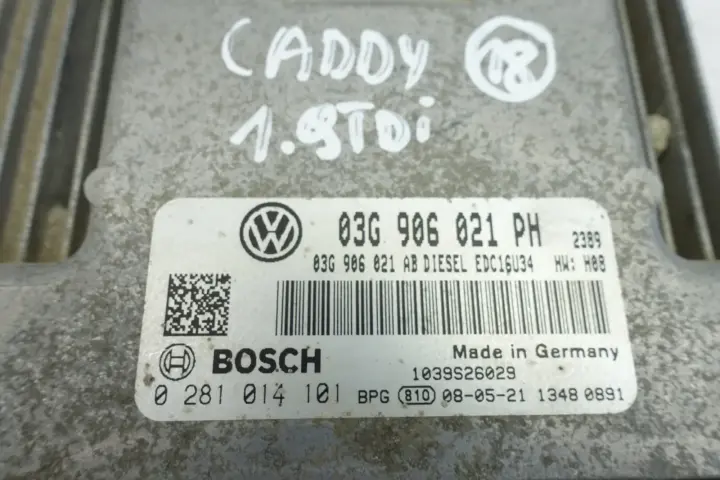 CADDY 18
1.9TDi
03G 906 021 PH 2389
03G 906 021 AB DIESEL EDC16U34 HW: H08
BOSCH Made in Germany
1039S26029
0 281 014 101 BPG 810 08-05-21 1348 0891